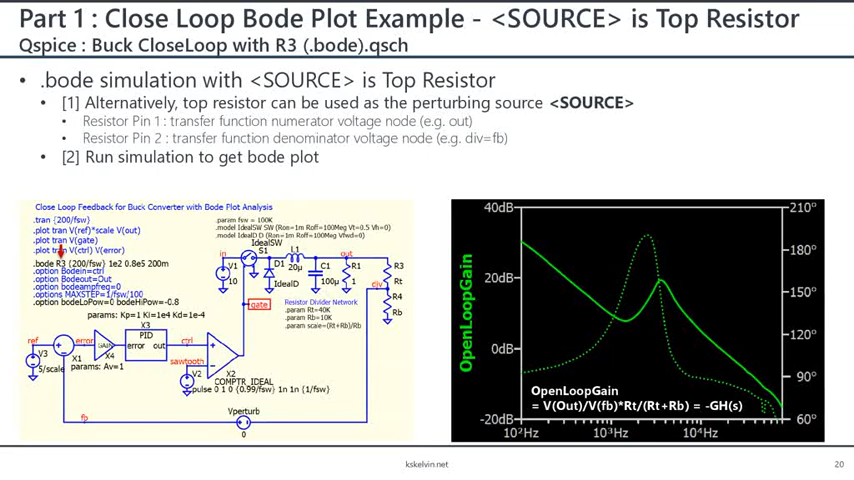 Part 1 : Close Loop Bode Plot Example - <SOURCE> is Top Resistor
Qspice : Buck CloseLoop with R3 (.bode).qsch
• .bode simulation with <SOURCE> is Top Resistor
• [1] Alternatively, top resistor can be used as the perturbing source <SOURCE>
• Resistor Pin 1 : transfer function numerator voltage node (e.g. out)
• Resistor Pin 2 : transfer function denominator voltage node (e.g. div=fb)
• [2] Run simulation to get bode plot
Close Loop Feedback for Buck Converter with Bode Plot Analysis
.tran {200/fsw}
.plot tran V(ref)*scale V(out)
.plot tran V(gate)
.plot tran V(ctrl) V(error)
.bode R3 {200/fsw} 1e2 0.8e5 200m
.option Bodein=ctrl
.option Bodeout=Out
.option bodeampfreq=0
.options MAXSTEP=1/fsw/100
.option bodeLoPow=0 bodeHiPow=-0.8
.param fsw = 100K
.model IdealSW SW (Ron=1m Roff=100Meg Vt=0.5 Vh=0)
.model IdealD D (Ron=1m Roff=100Meg Vfwd=0)
IdealSW
in
S1
L1
out
V1
10
D1
IdealD
20µ
C1
100µ
R1
1
R3
Rt
div
R4
Rb
gate
Resistor Divider Network
.param Rt=40K
.param Rb=10K
.param scale=(Rt+Rb)/Rb
params: Kp=1 Ki=1e4 Kd=1e-4
X3
PID
error out
ref
error
GAIN
ctrl
V3
5/scale
X1
X4
params: Av=1
sawtooth
V2
X2
COMPTR_IDEAL
pulse 0 1 0 {0.99/fsw} 1n 1n {1/fsw}
fb
Vperturb
0
OpenLoopGain
40dB
20dB
0dB
-20dB
210°
180°
150°
120°
90°
60°
10²Hz
10³Hz
10⁴Hz
OpenLoopGain
= V(Out)/V(fb)*Rt/(Rt+Rb) = -GH(s)
kskelvin.net
20